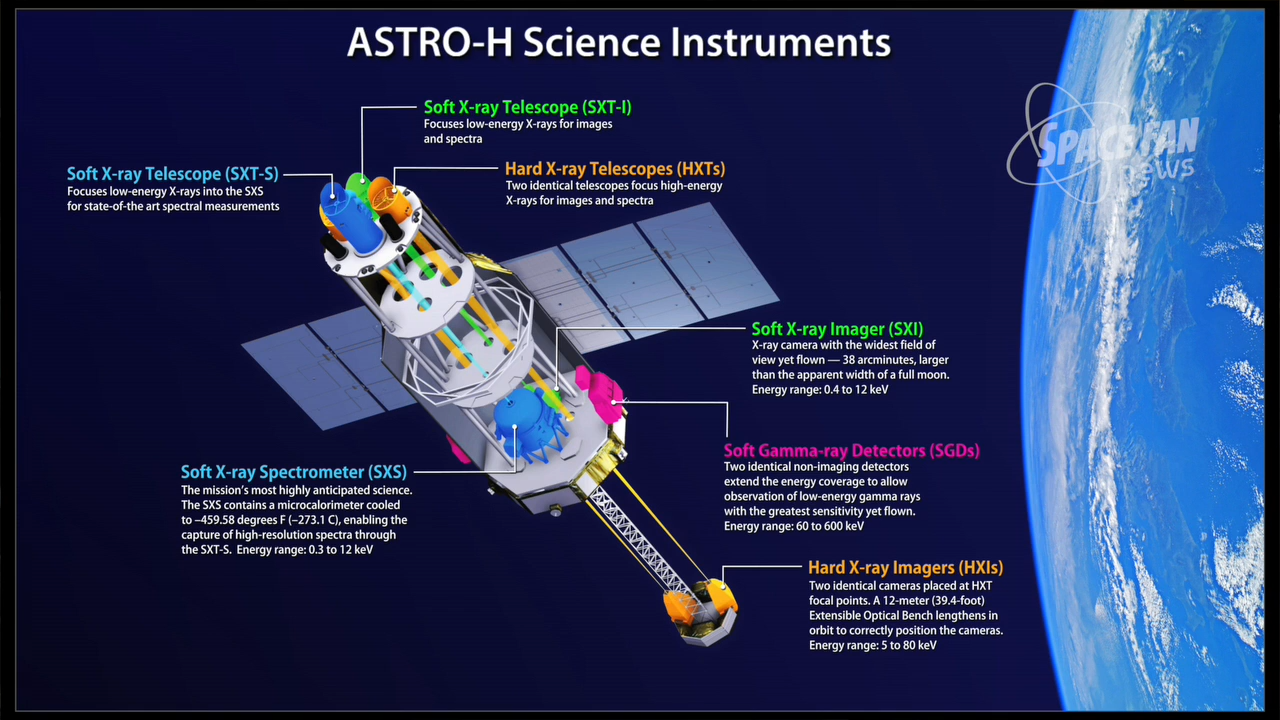 ASTRO-H Science Instruments
Soft X-ray Telescope (SXT-I)
Focuses low-energy X-rays for images
and spectra
Soft X-ray Telescope (SXT-S)
Focuses low-energy X-rays into the SXS
for state-of-the art spectral measurements
Hard X-ray Telescopes (HXTs)
Two identical telescopes focus high-energy
X-rays for images and spectra
SPACE FAN
News
Soft X-ray Imager (SXI)
X-ray camera with the widest field of
view yet flown — 38 arcminutes, larger
than the apparent width of a full moon.
Energy range: 0.4 to 12 keV
Soft Gamma-ray Detectors (SGDs)
Two identical non-imaging detectors
extend the energy coverage to allow
observation of low-energy gamma rays
with the greatest sensitivity yet flown.
Energy range: 60 to 600 keV
Soft X-ray Spectrometer (SXS)
The mission's most highly anticipated science.
The SXS contains a microcalorimeter cooled
to –459.58 degrees F (–273.1 C), enabling the
capture of high-resolution spectra through
the SXT-S. Energy range: 0.3 to 12 keV
Hard X-ray Imagers (HXIs)
Two identical cameras placed at HXT
focal points. A 12-meter (39.4-foot)
Extensible Optical Bench lengthens in
orbit to correctly position the cameras.
Energy range: 5 to 80 keV